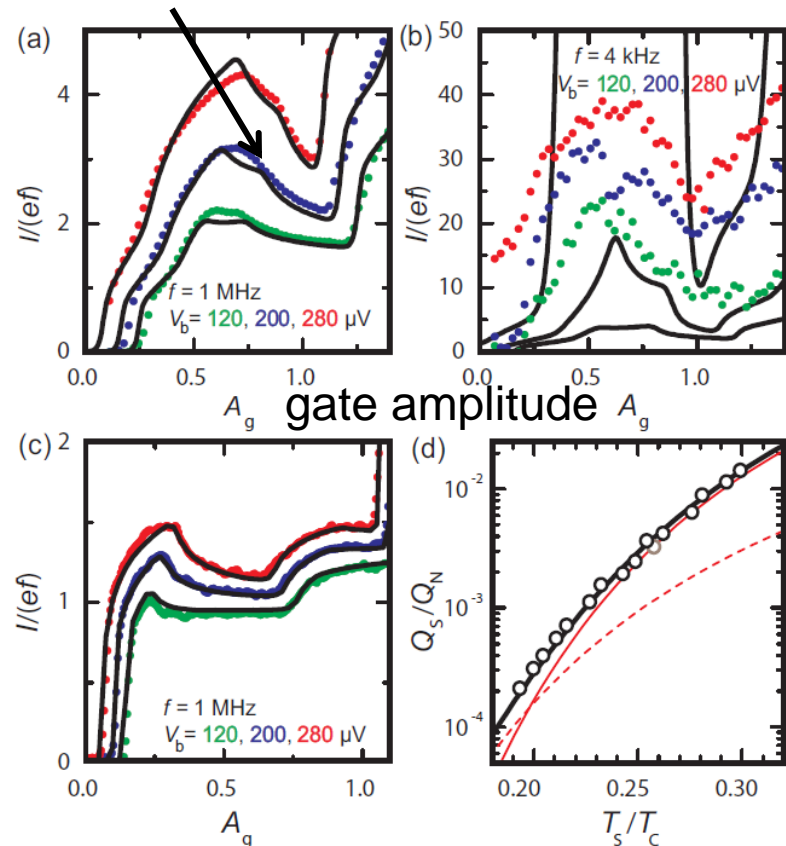 (a)
I/(ef)
4
2
0
f = 1 MHz
V_b = 120, 200, 280 µV
0.0 0.5 1.0
A_g
(b)
I/(ef)
50
40
30
20
10
0
f = 4 kHz
V_b= 120, 200, 280 µV
0.0 0.5 1.0
A_g
gate amplitude
(c)
I/(ef)
2
1
0
f = 1 MHz
V_b = 120, 200, 280 µV
0.0 0.5 1.0
A_g
(d)
Q_S/Q_N
10^-2
10^-3
10^-4
0.20 0.25 0.30
T_S/T_C